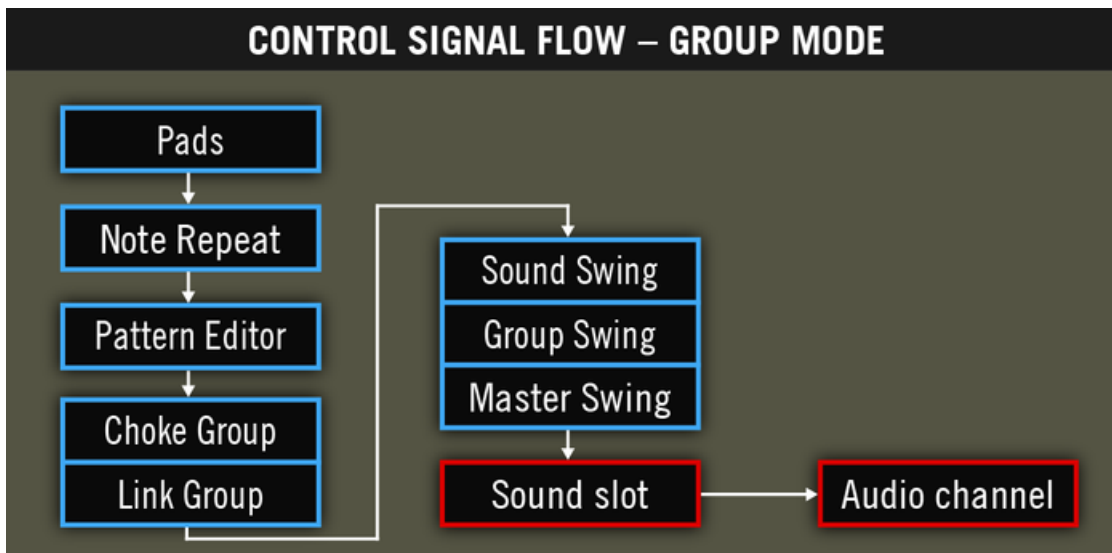 CONTROL SIGNAL FLOW – GROUP MODE
Pads
Note Repeat
Pattern Editor
Choke Group
Link Group
Sound Swing
Group Swing
Master Swing
Sound slot
Audio channel